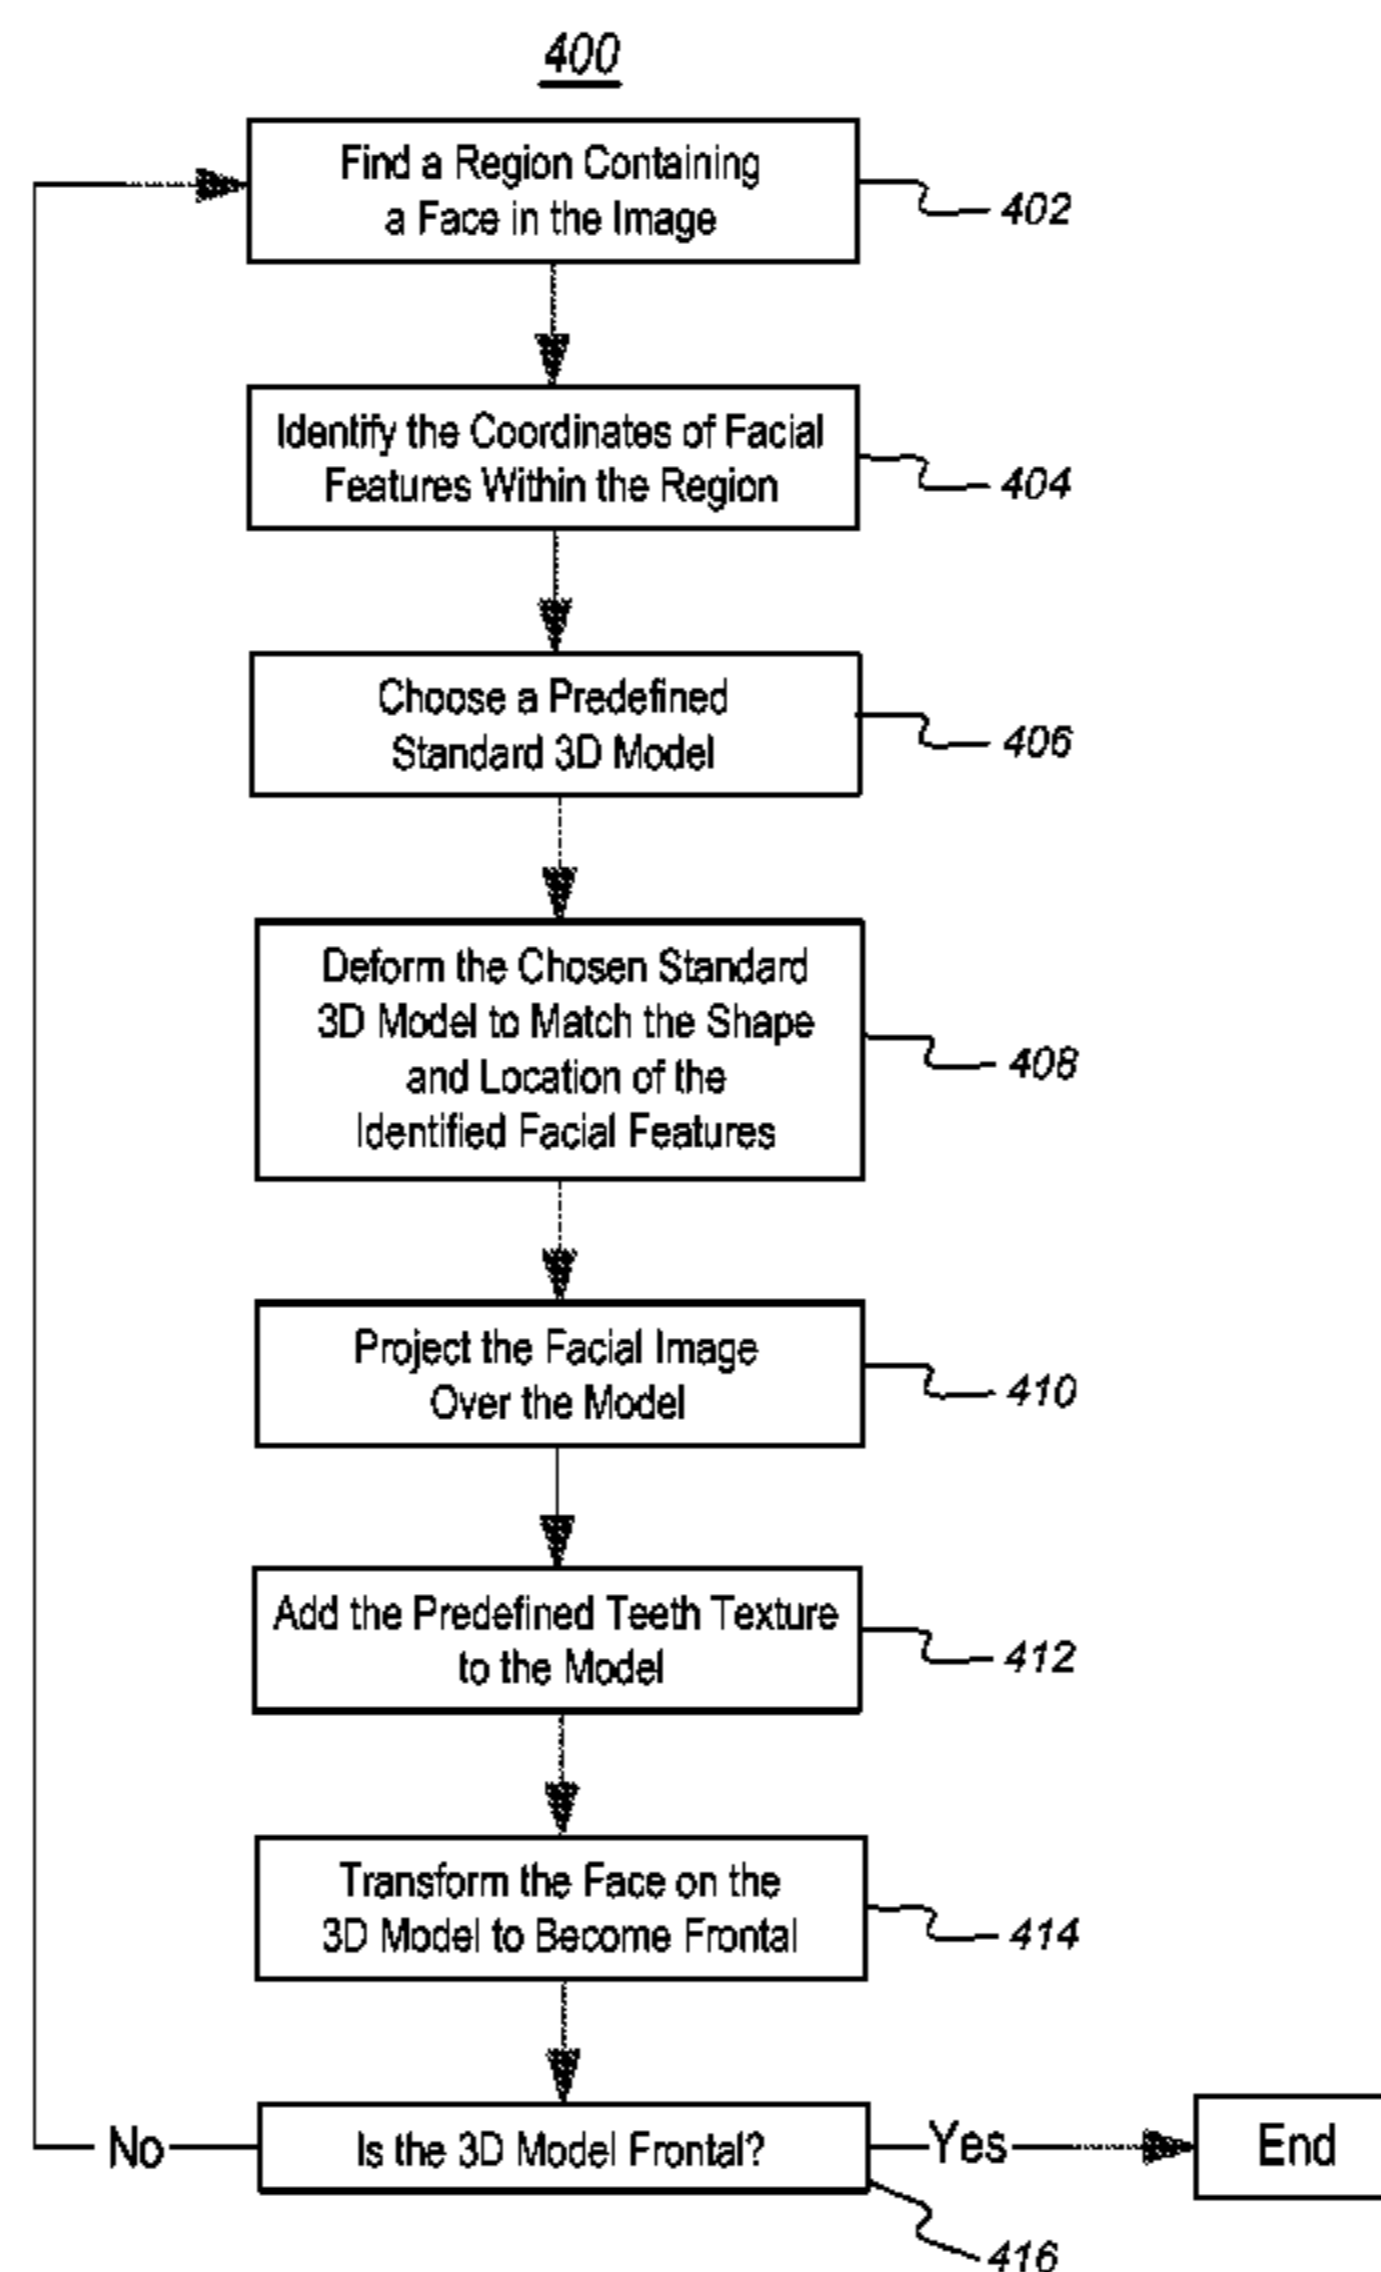 400
Find a Region Containing
a Face in the Image
402
Identify the Coordinates of Facial
Features Within the Region
404
Choose a Predefined
Standard 3D Model
406
Deform the Chosen Standard
3D Model to Match the Shape
and Location of the
Identified Facial Features
408
Project the Facial Image
Over the Model
410
Add the Predefined Teeth Texture
to the Model
412
Transform the Face on the
3D Model to Become Frontal
414
No
Is the 3D Model Frontal?
Yes
End
416